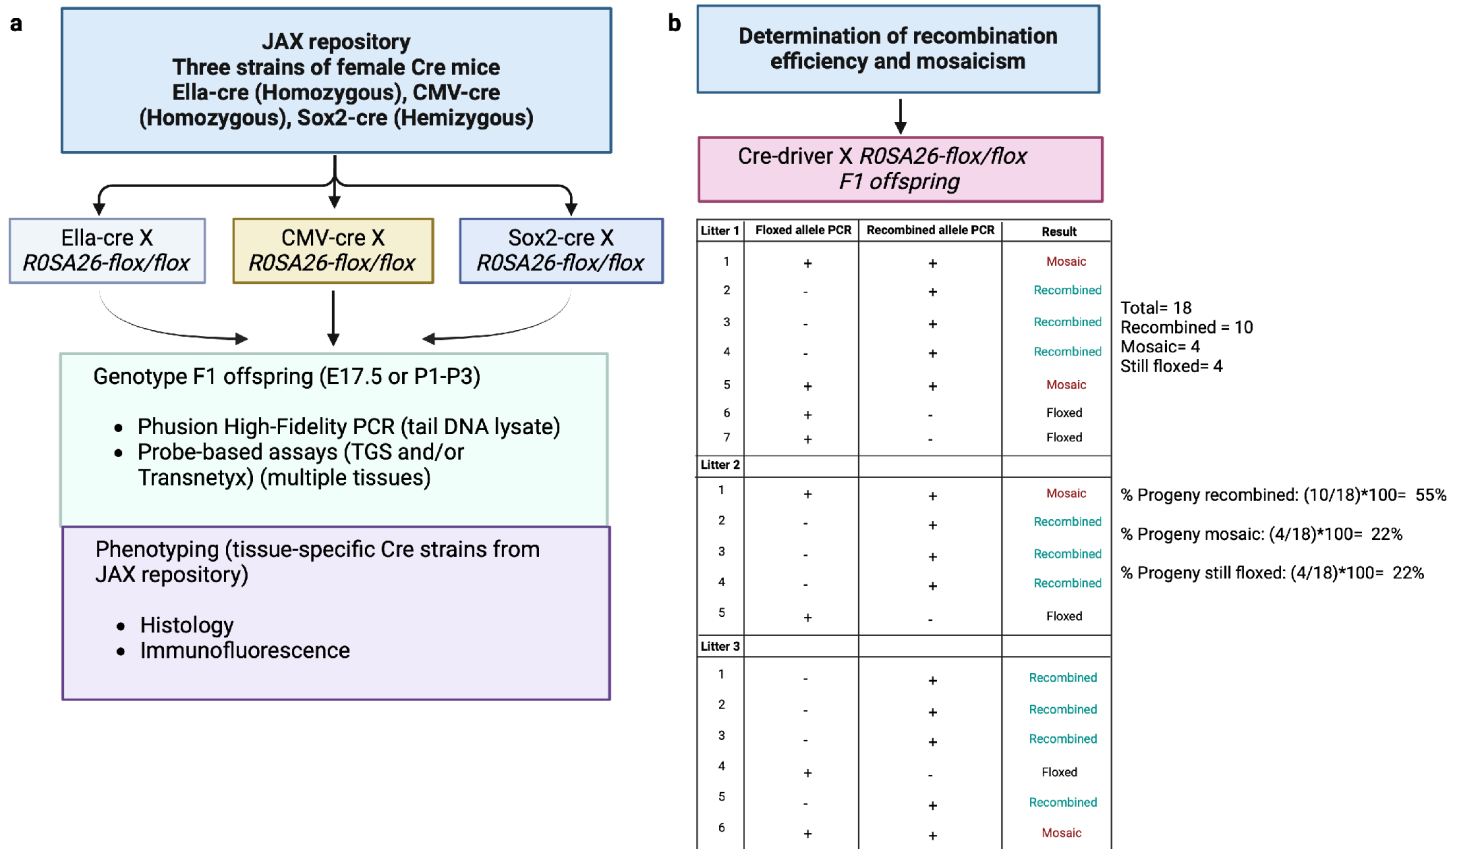 a
JAX repository
Three strains of female Cre mice
Ella-cre (Homozygous), CMV-cre
(Homozygous), Sox2-cre (Hemizygous)
Ella-cre X
R0SA26-flox/flox
CMV-cre X
R0SA26-flox/flox
Sox2-cre X
R0SA26-flox/flox
Genotype F1 offspring (E17.5 or P1-P3)
• Phusion High-Fidelity PCR (tail DNA lysate)
• Probe-based assays (TGS and/or
Transnetyx) (multiple tissues)
Phenotyping (tissue-specific Cre strains from
JAX repository)
• Histology
• Immunofluorescence
b
Determination of recombination
efficiency and mosaicism
Cre-driver X R0SA26-flox/flox
F1 offspring
Litter 1 Floxed allele PCR Recombined allele PCR Result
1 + + Mosaic
2 - + Recombined
3 - + Recombined
4 - + Recombined
5 + + Mosaic
6 + - Floxed
7 + - Floxed
Litter 2
1 + + Mosaic
2 - + Recombined
3 - + Recombined
4 - + Recombined
5 + - Floxed
Litter 3
1 - + Recombined
2 - + Recombined
3 - + Recombined
4 + - Floxed
5 - + Recombined
6 + + Mosaic
Total= 18
Recombined = 10
Mosaic= 4
Still floxed= 4
% Progeny recombined: (10/18)*100= 55%
% Progeny mosaic: (4/18)*100= 22%
% Progeny still floxed: (4/18)*100= 22%